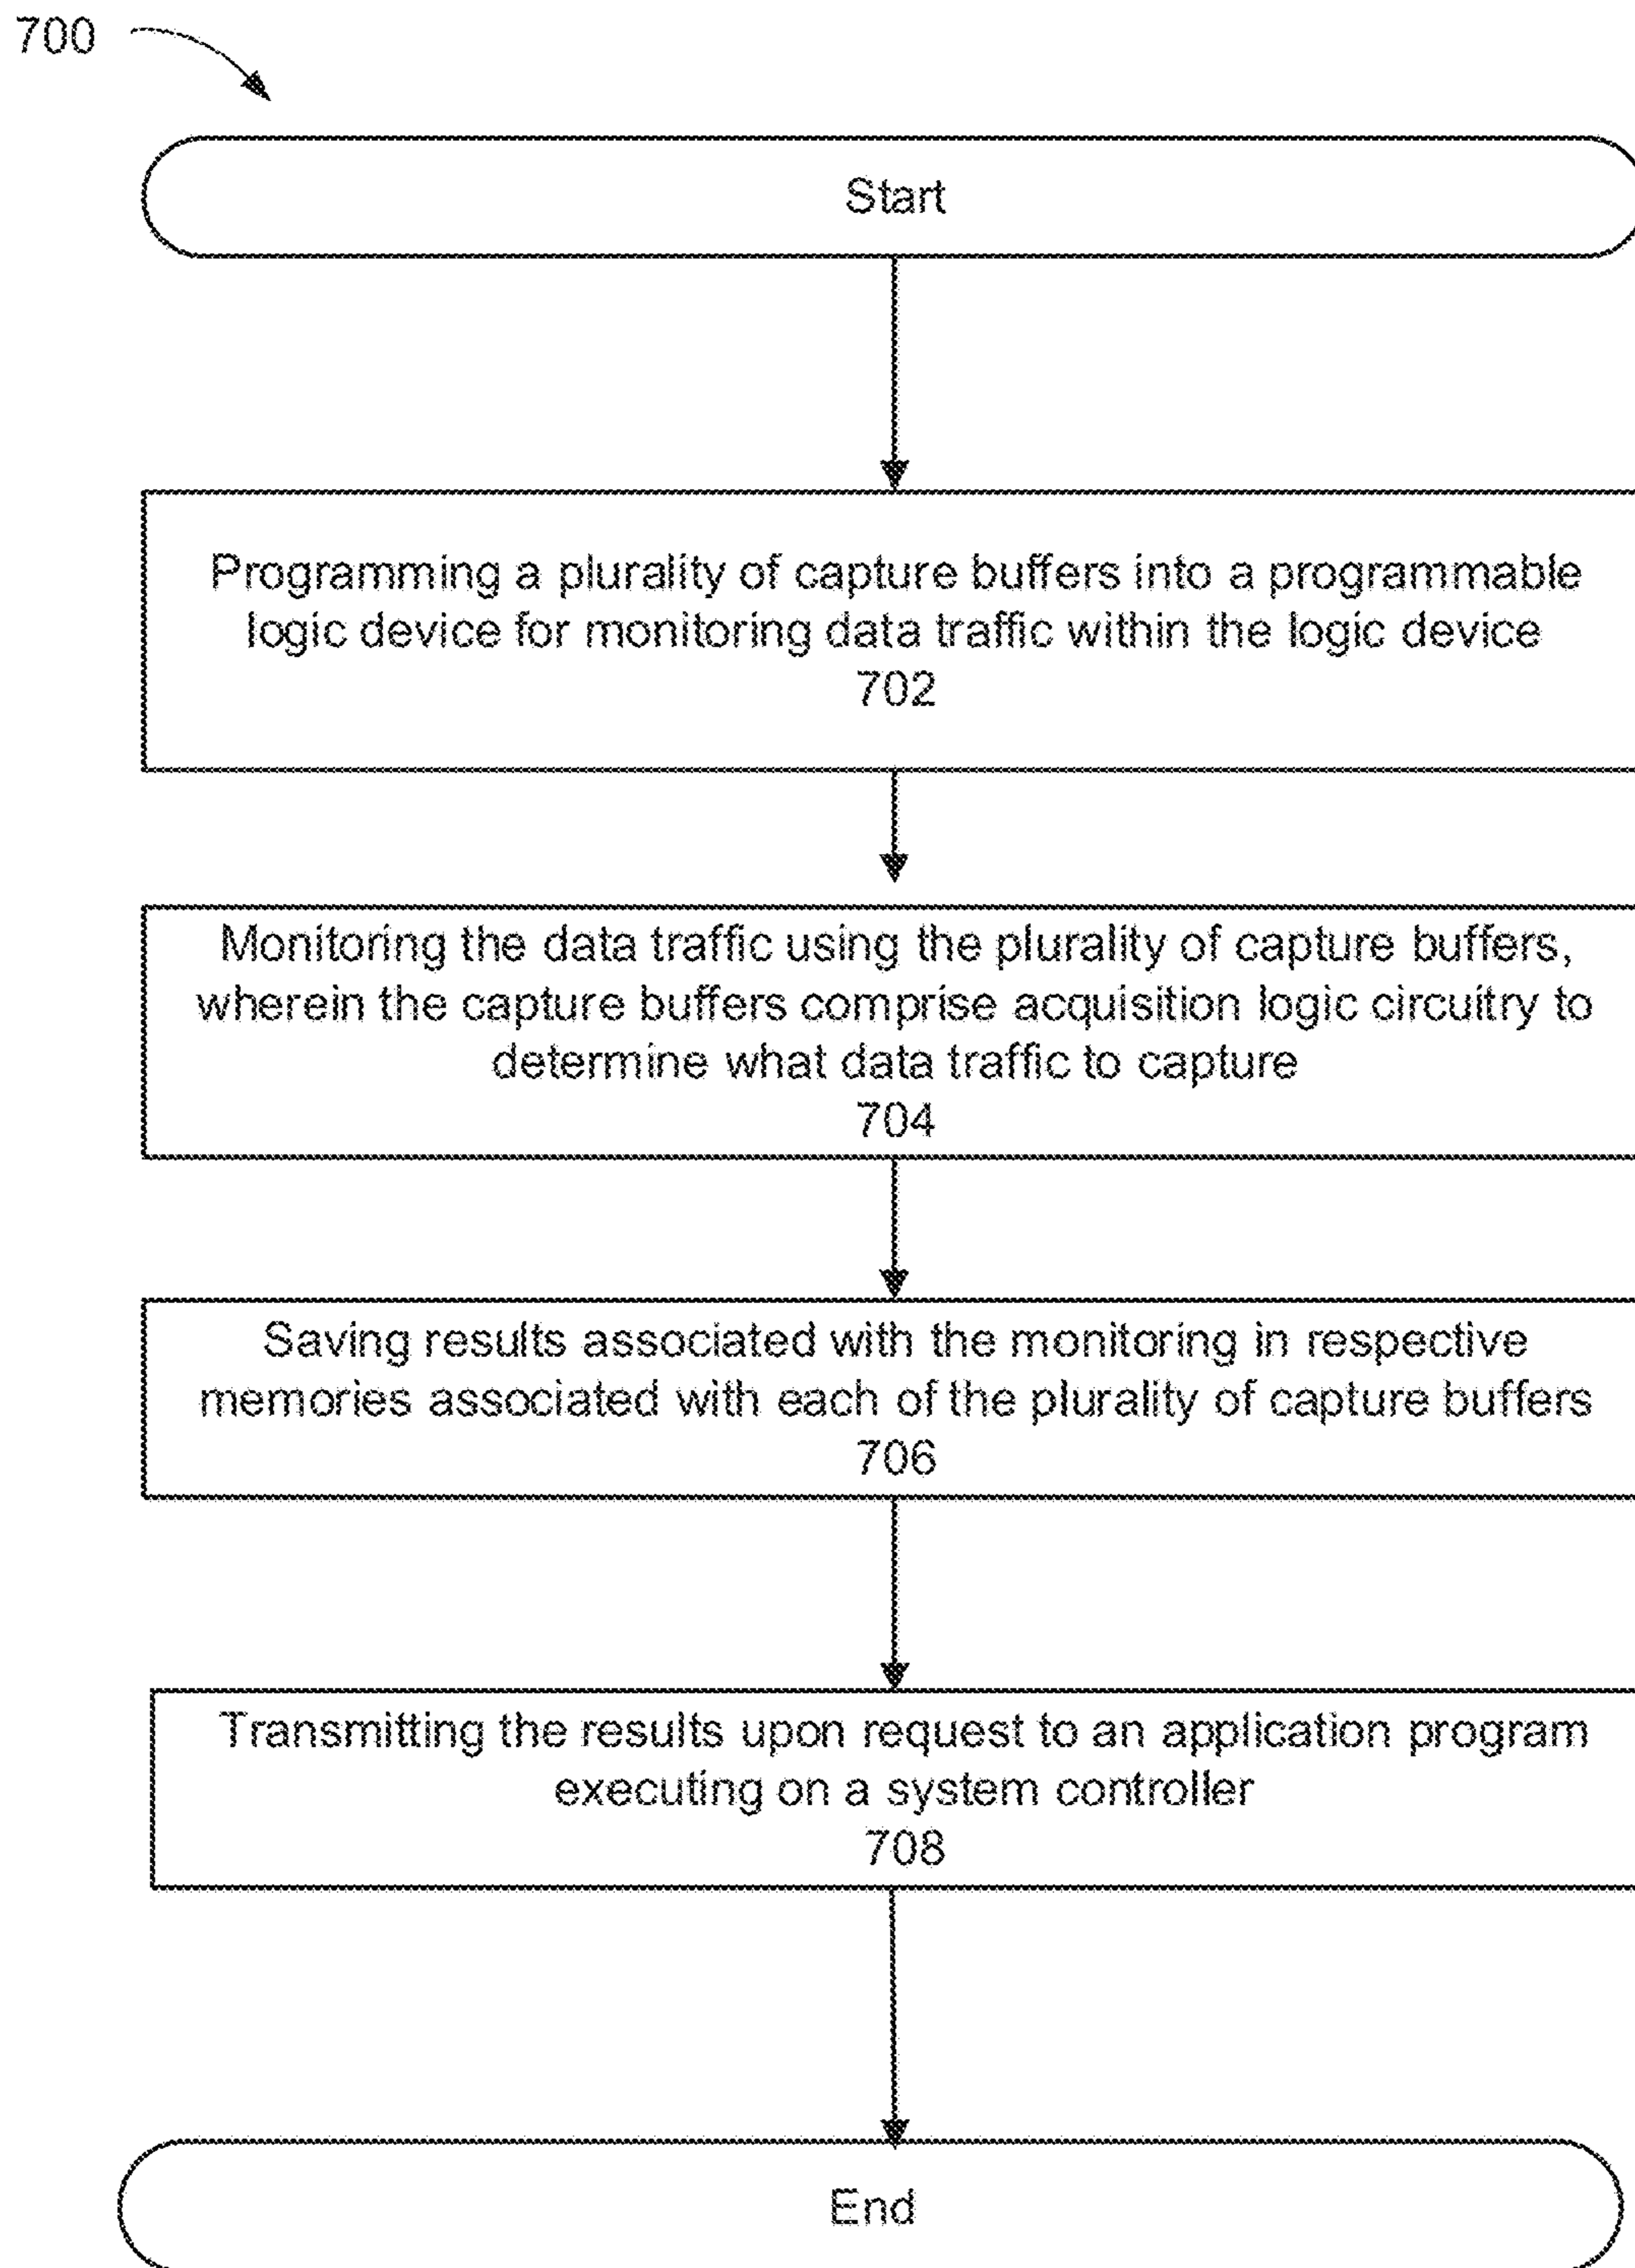 700
Start
Programming a plurality of capture buffers into a programmable
logic device for monitoring data traffic within the logic device
702
Monitoring the data traffic using the plurality of capture buffers,
wherein the capture buffers comprise acquisition logic circuitry to
determine what data traffic to capture
704
Saving results associated with the monitoring in respective
memories associated with each of the plurality of capture buffers
706
Transmitting the results upon request to an application program
executing on a system controller
708
End